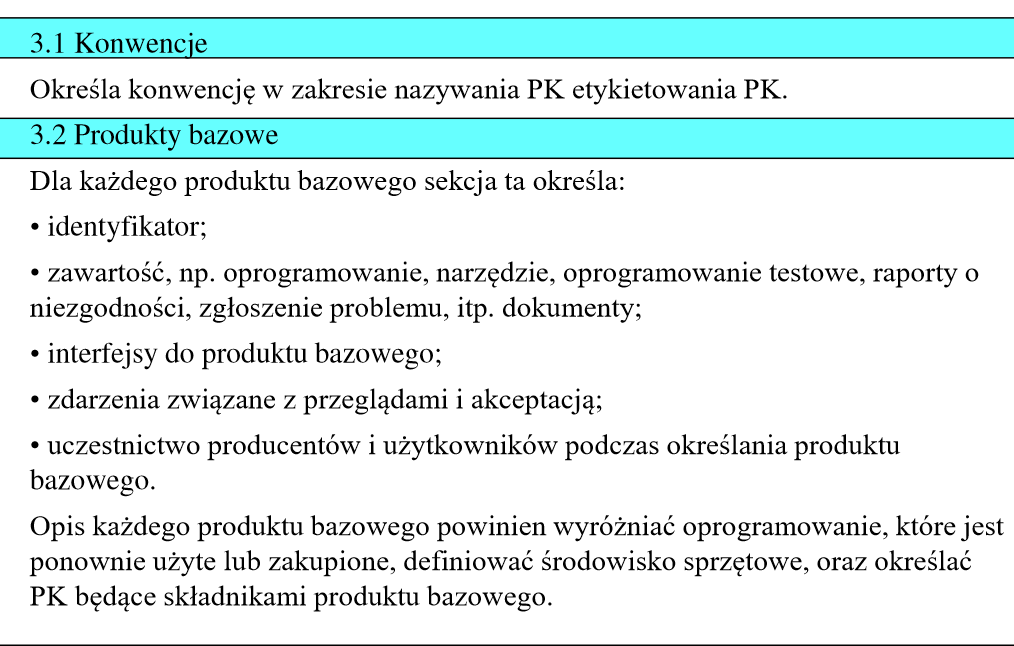 3.1 Konwencje
Określa konwencję w zakresie nazywania PK etykietowania PK.
3.2 Produkty bazowe
Dla każdego produktu bazowego sekcja ta określa:
• identyfikator;
• zawartość, np. oprogramowanie, narzędzie, oprogramowanie testowe, raporty o
niezgodności, zgłoszenie problemu, itp. dokumenty;
• interfejsy do produktu bazowego;
• zdarzenia związane z przeglądami i akceptacją;
• uczestnictwo producentów i użytkowników podczas określania produktu
bazowego.
Opis każdego produktu bazowego powinien wyróżniać oprogramowanie, które jest
ponownie użyte lub zakupione, definiować środowisko sprzętowe, oraz określać
PK będące składnikami produktu bazowego.